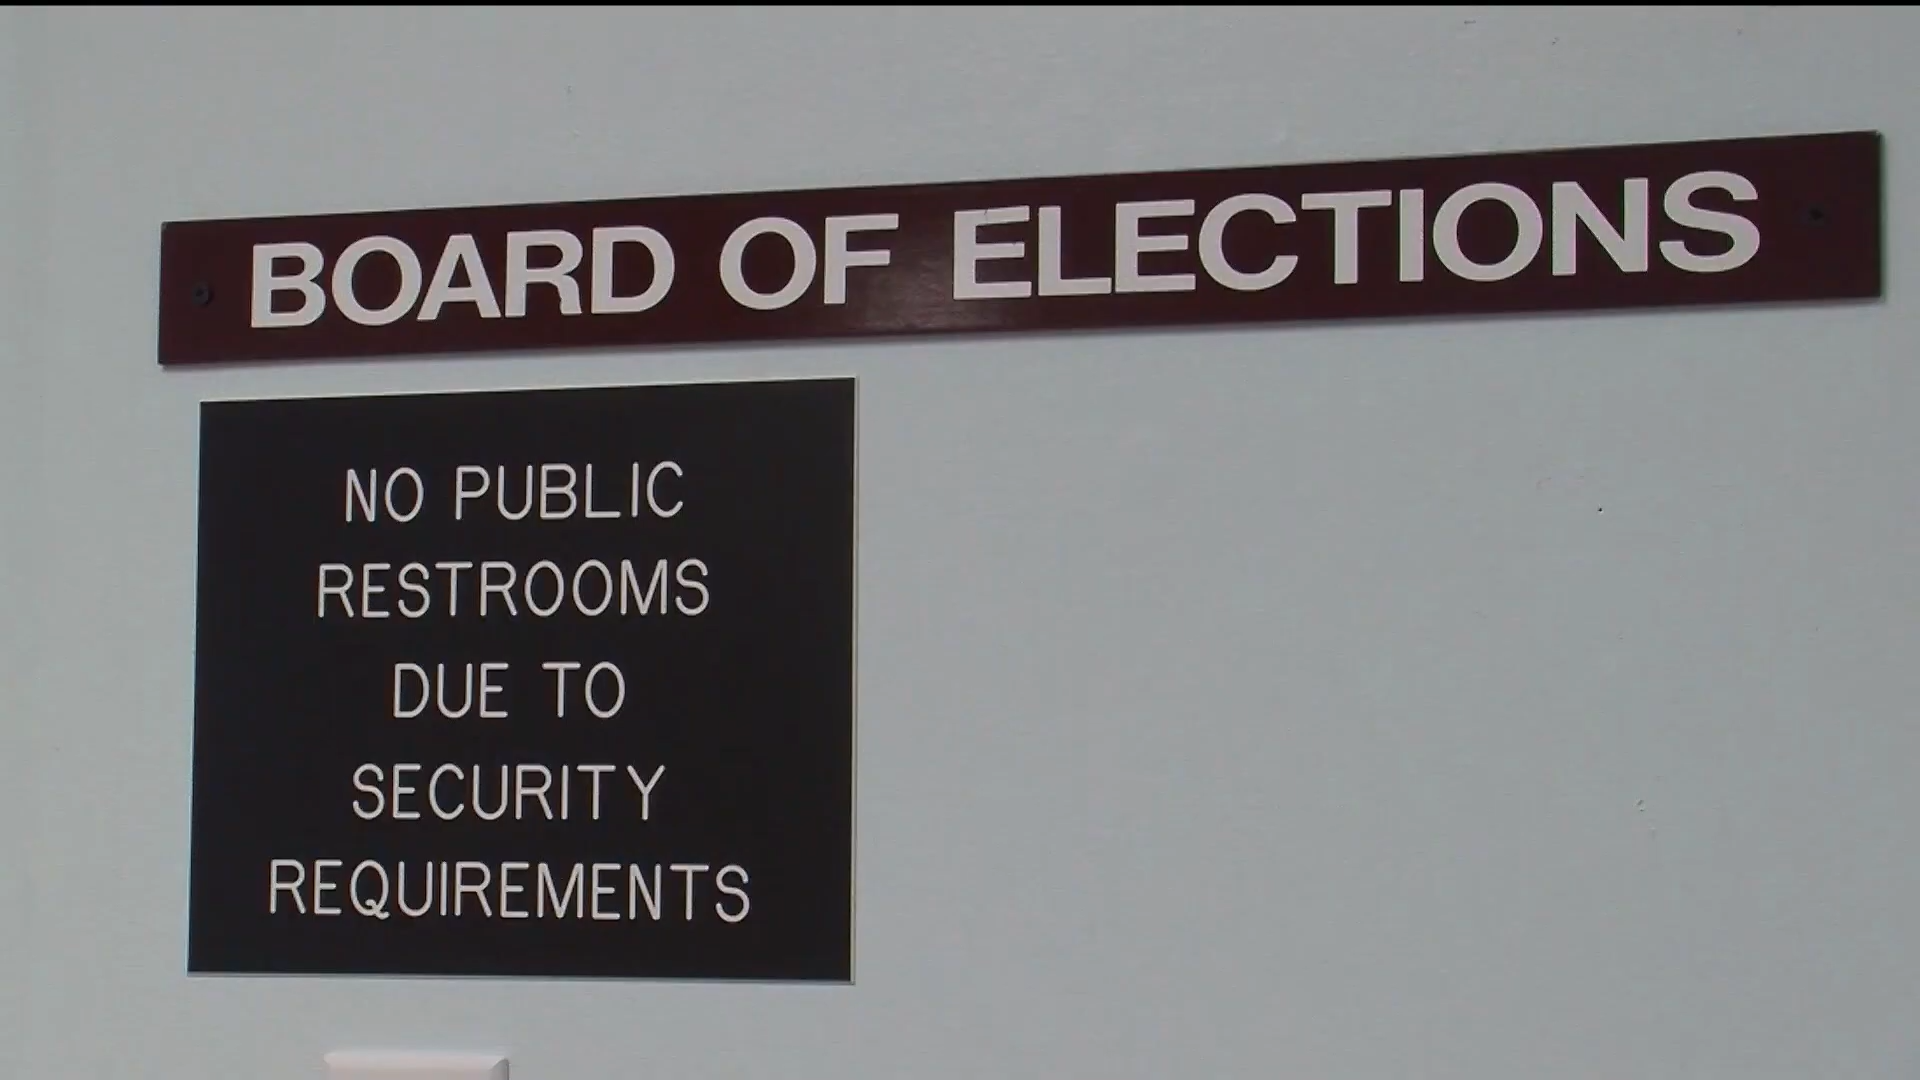 BOARD OF ELECTIONS
NO PUBLIC
RESTROOMS
DUE TO
SECURITY
REQUIREMENTS